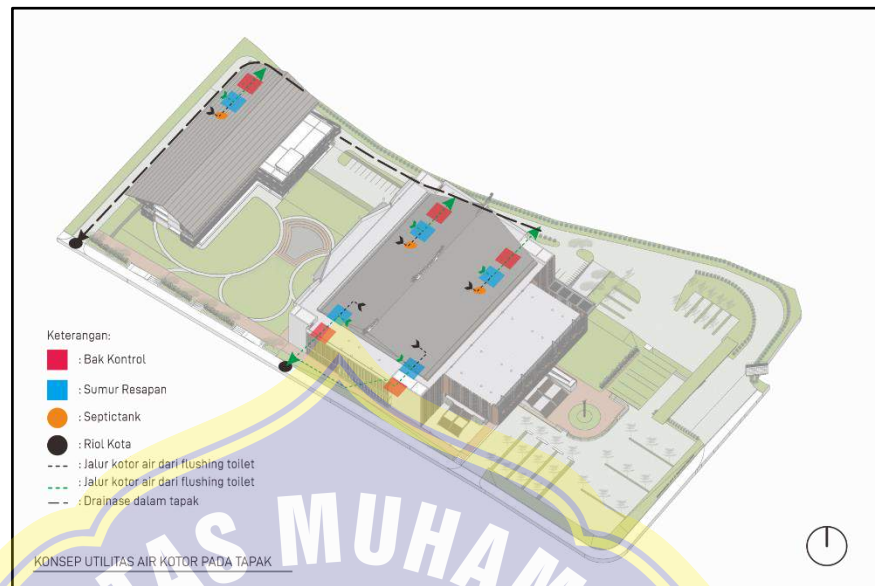 Keterangan:
: Bak Kontrol
: Sumur Resapan
: Septictank
: Riol Kota
: Jalur kotor air dari flushing toilet
: Jalur kotor air dari flushing toilet
: Drainase dalam tapak
KONSEP UTILITAS AIR KOTOR PADA TAPAK
TAS MUHAM